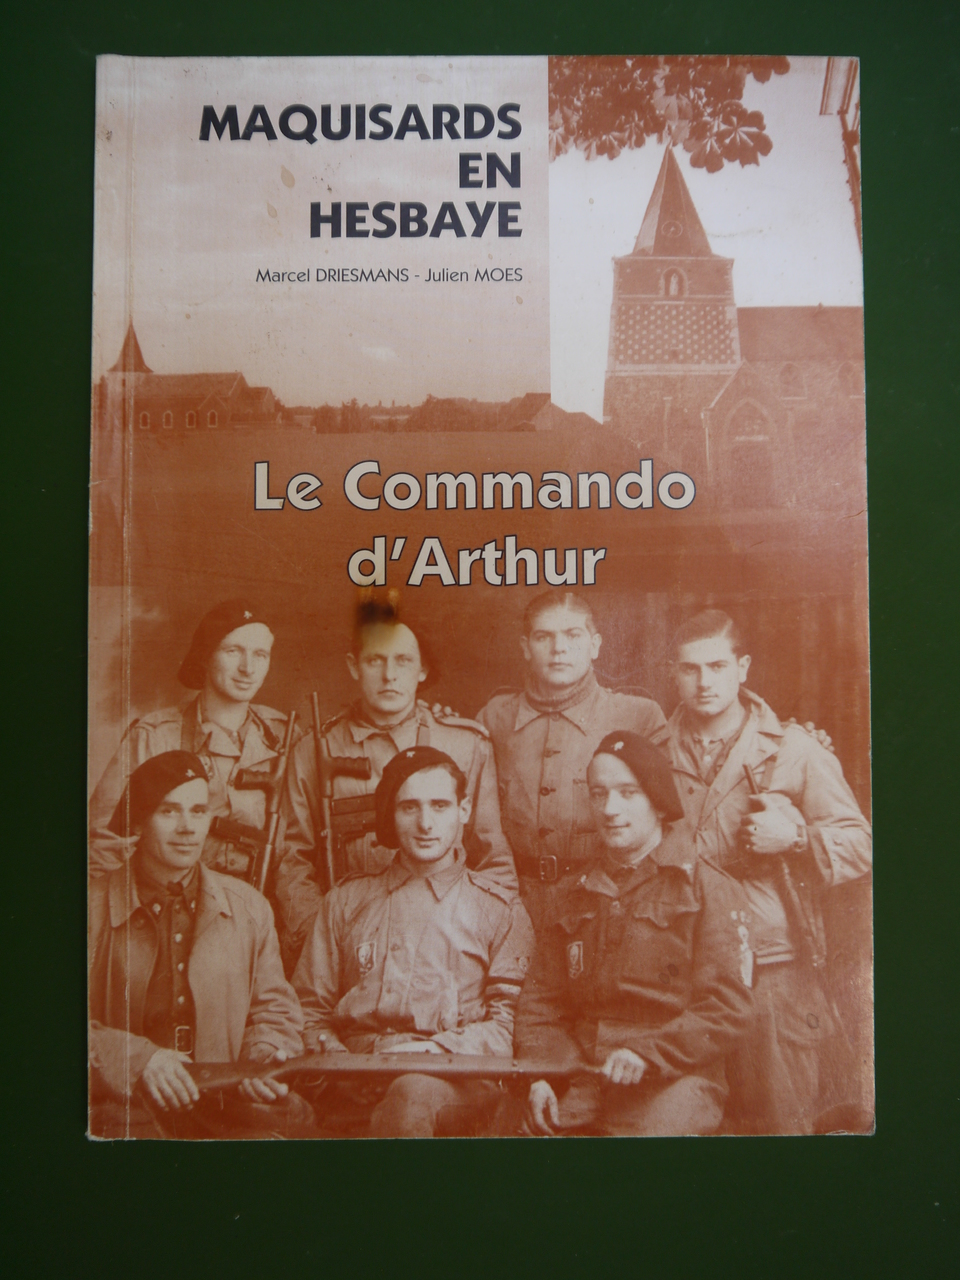 MAQUISARDS
EN
HESBAYE
Marcel DRIESMANS - Julien MOES
Le Commando
d'Arthur